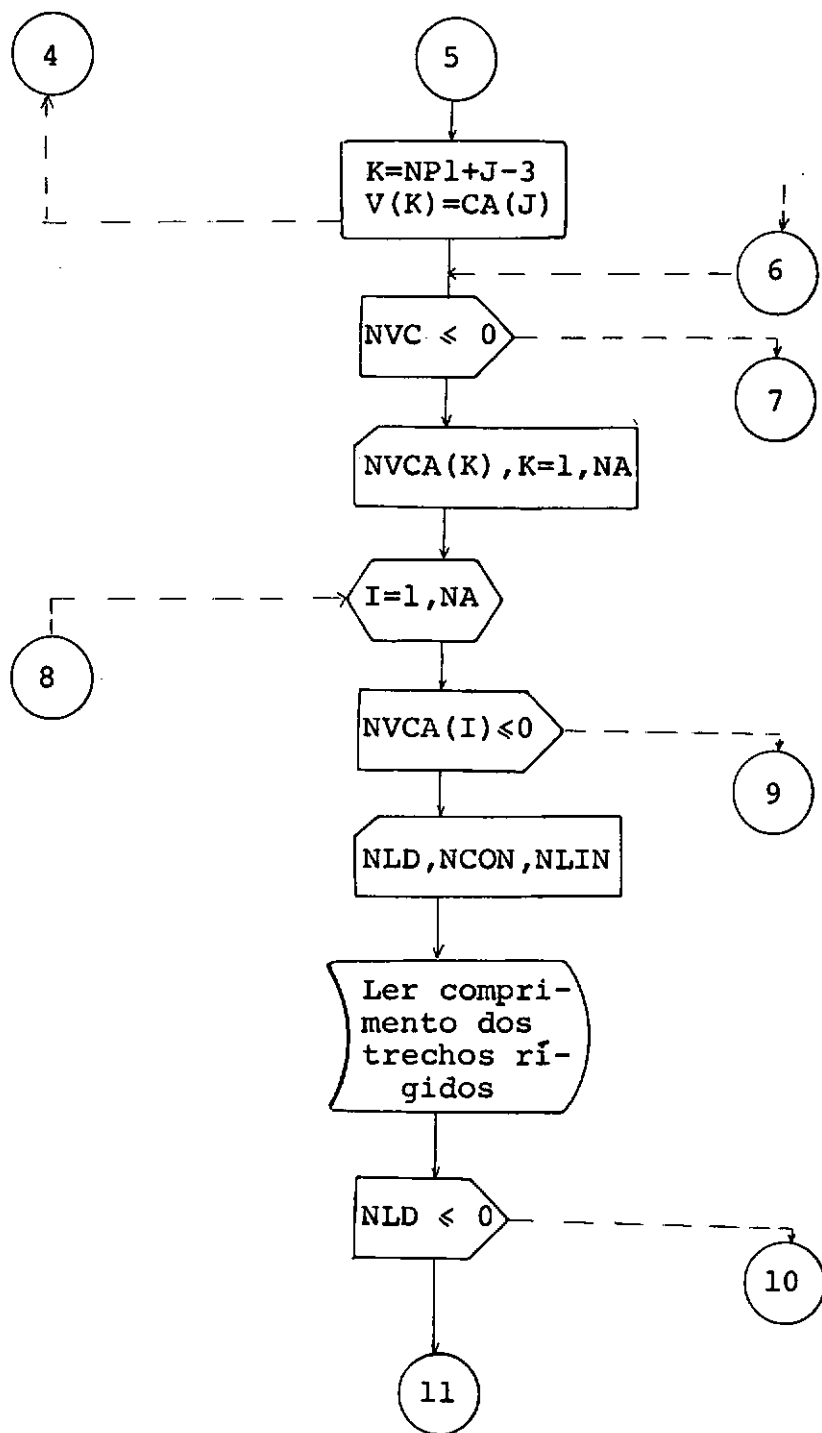 4
5
K=NP1+J-3
V(K)=CA(J)
6
NVC ⩽ 0
7
NVCA(K),K=1,NA
I=1,NA
8
NVCA(I)⩽0
9
NLD,NCON,NLIN
Ler compri-
mento dos
trechos rí-
gidos
NLD ⩽ 0
10
11